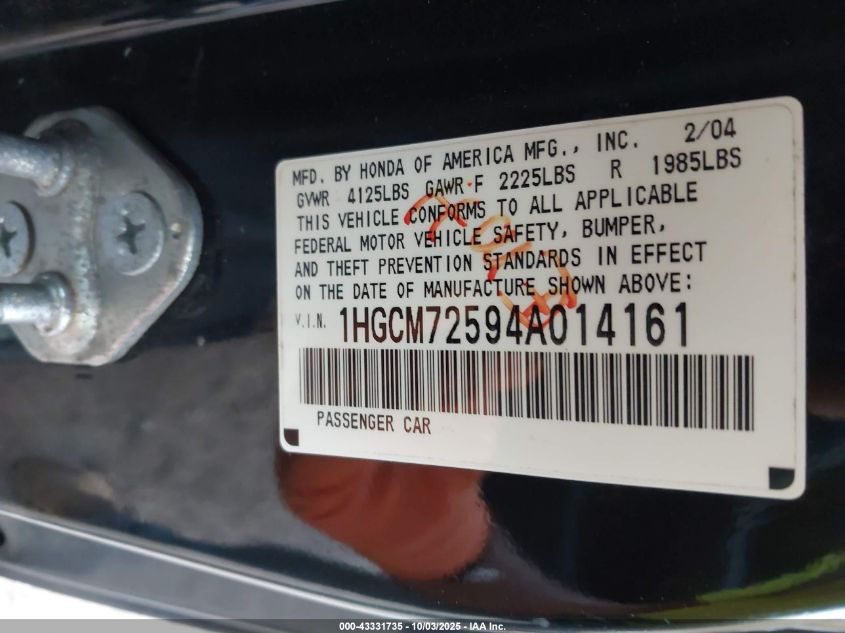 MFD. BY HONDA OF AMERICA MFG., INC. 2/04
GVWR 4125LBS GAWR F 2225LBS R 1985LBS
THIS VEHICLE CONFORMS TO ALL APPLICABLE
FEDERAL MOTOR VEHICLE SAFETY, BUMPER,
AND THEFT PREVENTION STANDARDS IN EFFECT
ON THE DATE OF MANUFACTURE SHOWN ABOVE:
V.I.N. 1HGCM72594A014161
PASSENGER CAR
000-43331735 - 10/03/2025 - IAA Inc.